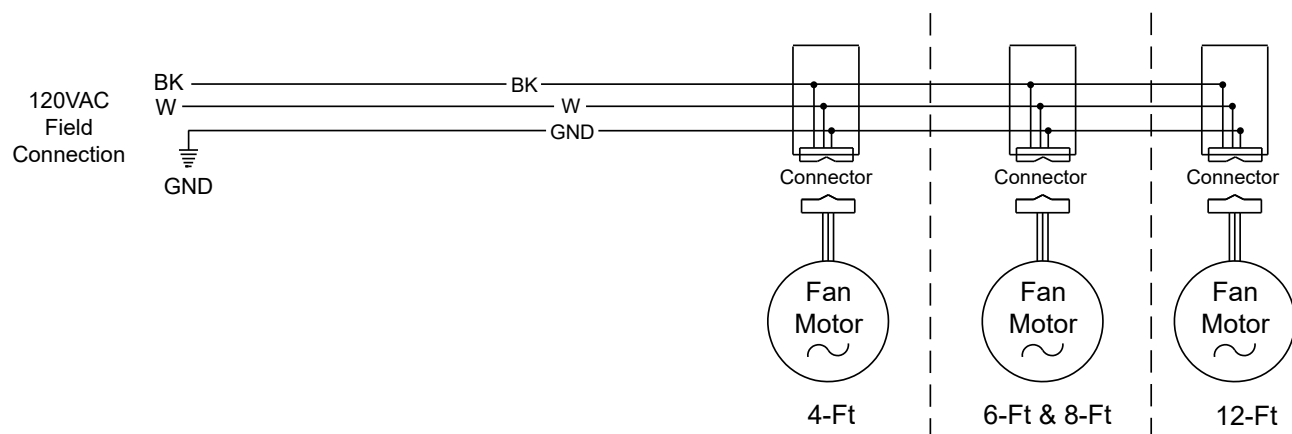 BK
BK
120VAC
W
W
Field
GND
Connection
GND
Connector
Connector
Connector
Fan
Motor
Fan
Motor
Fan
Motor
4-Ft
6-Ft & 8-Ft
12-Ft